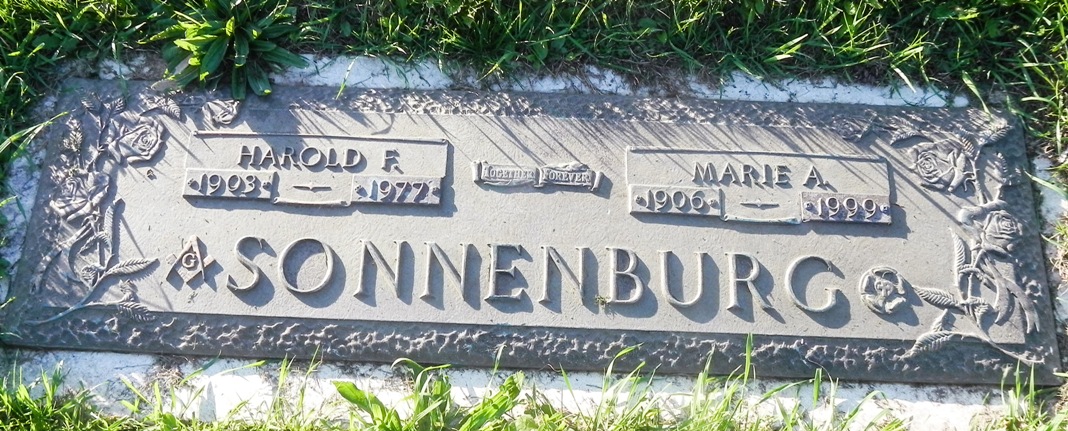 HAROLD F.
1903 1977
TOGETHER FOREVER
MARIE A.
1906 1999
G
SONNENBURG